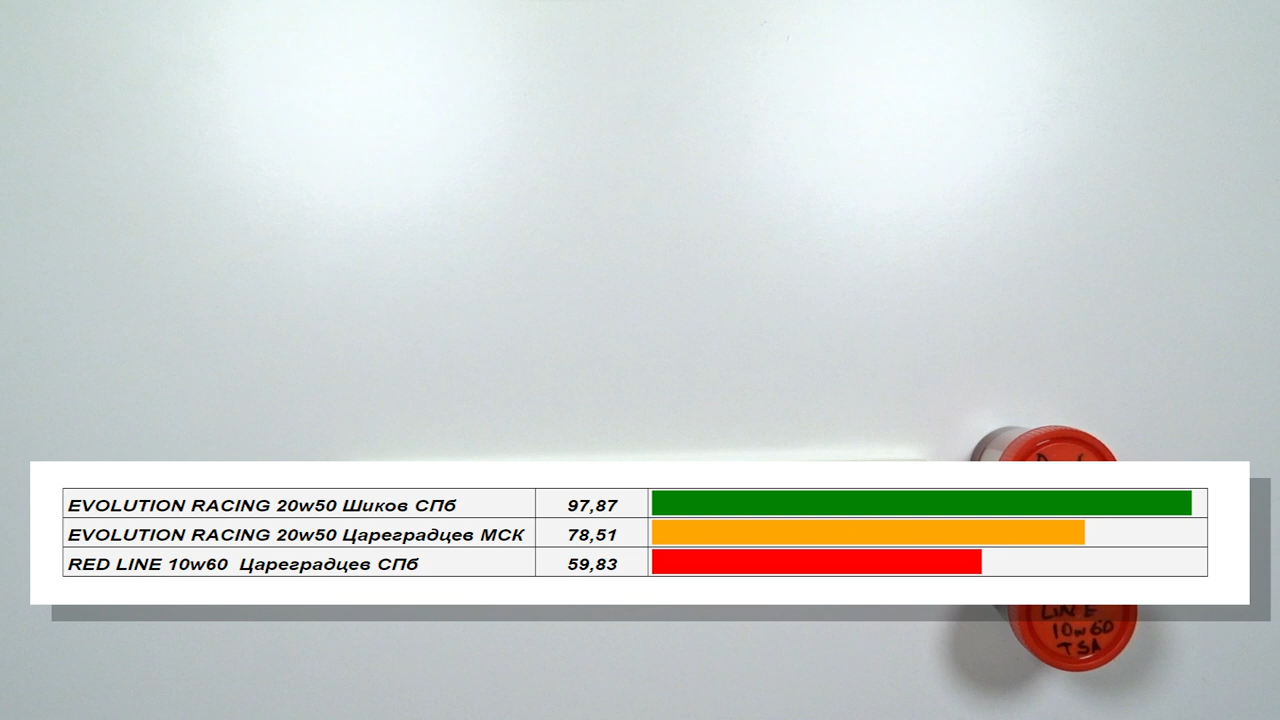 EVOLUTION RACING 20w50 Шиков СПб 97,87
EVOLUTION RACING 20w50 Цареградцев МСК 78,51
RED LINE 10w60 Цареградцев СПб 59,83
LINE
10w60
TSA